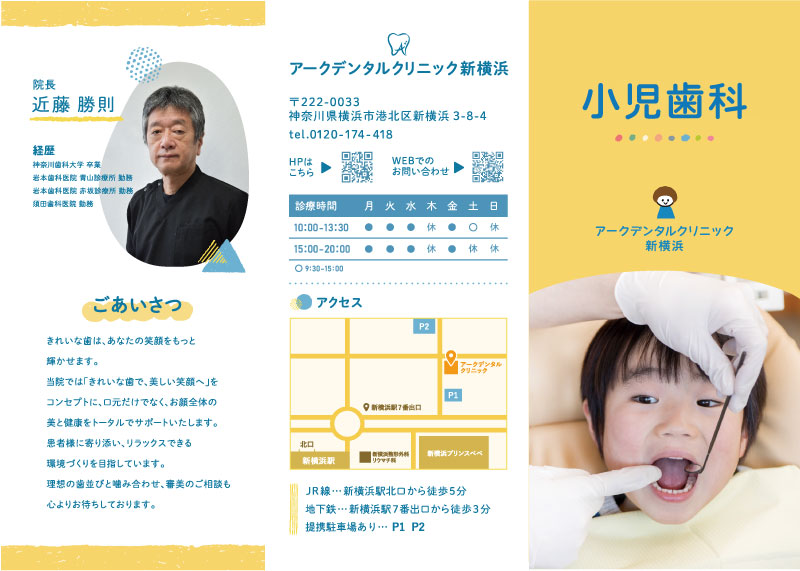 院長
近藤 勝則
経歴
神奈川歯科大学 卒業
岩本歯科医院 青山診療所 勤務
岩本歯科医院 赤坂診療所 勤務
須田歯科医院 勤務
ごあいさつ
きれいな歯は、あなたの笑顔をもっと
輝かせます。
当院では「きれいな歯で、美しい笑顔へ」を
コンセプトに、口元だけでなく、お顔全体の
美と健康をトータルでサポートいたします。
患者様に寄り添い、リラックスできる
環境づくりを目指しています。
理想の歯並びと噛み合わせ、審美のご相談も
心よりお待ちしております。
アークデンタルクリニック新横浜
〒222-0033
神奈川県横浜市港北区新横浜 3-8-4
tel.0120-174-418
HPは
こちら
WEBでの
お問い合わせ
診療時間 月 火 水 木 金 土 日
10:00-13:30 ● ● ● 休 ● ○ 休
15:00-20:00 ● ● ● 休 ● 休 休
○ 9:30-15:00
アクセス
P2
アークデンタル
クリニック
P1
新横浜駅7番出口
北口
新横浜駅
新横浜整形外科
リウマチ科
新横浜プリンスペペ
JR線…新横浜駅北口から徒歩5分
地下鉄…新横浜駅7番出口から徒歩3分
提携駐車場あり… P1 P2
小児歯科
アークデンタルクリニック
新横浜